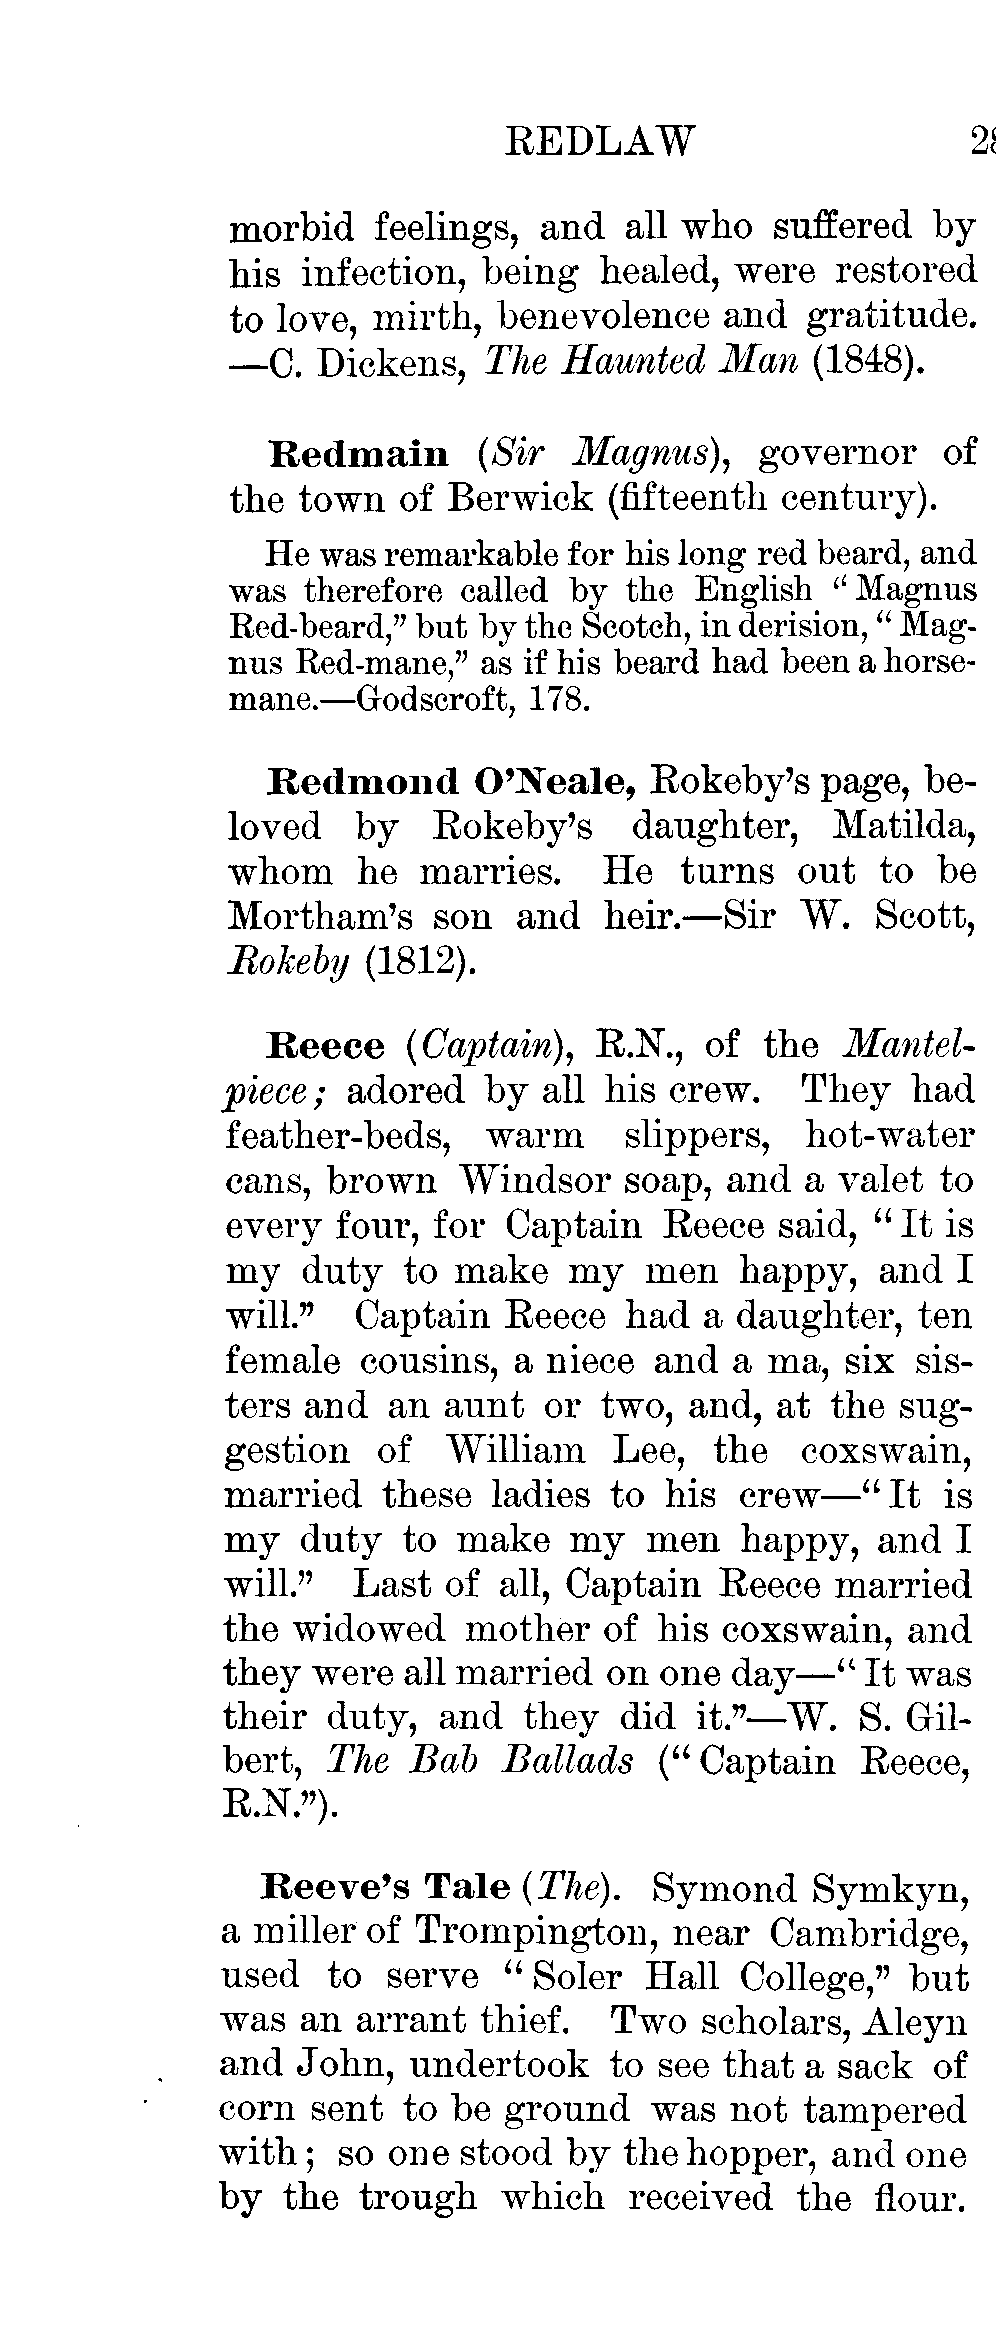 REDLAW
morbid feelings, and all who suffered by
his infection, being healed, were restored
to love, mirth, benevolence and gratitude.
—C. Dickens, The Haunted Man (1848).
Redmain (Sir Magnus), governor of
the town of Berwick (fifteenth century).
He was remarkable for his long red beard, and
was therefore called by the English “Magnus
Red-beard,” but by the Scotch, in derision, “Mag-
nus Red-mane,” as if his beard had been a horse-
mane.—Godscroft, 178.
Redmond O’Neale, Rokeby’s page, be-
loved by Rokeby’s daughter, Matilda,
whom he marries. He turns out to be
Mortham’s son and heir.—Sir W. Scott,
Rokeby (1812).
Reece (Captain), R.N., of the Mantel-
piece; adored by all his crew. They had
feather-beds, warm slippers, hot-water
cans, brown Windsor soap, and a valet to
every four, for Captain Reece said, “It is
my duty to make my men happy, and I
will.” Captain Reece had a daughter, ten
female cousins, a niece and a ma, six sis-
ters and an aunt or two, and, at the sug-
gestion of William Lee, the coxswain,
married these ladies to his crew—“It is
my duty to make my men happy, and I
will.” Last of all, Captain Reece married
the widowed mother of his coxswain, and
they were all married on one day—“It was
their duty, and they did it.”—W. S. Gil-
bert, The Bab Ballads (“Captain Reece,
R.N.”).
Reeve’s Tale (The). Symond Symkyn,
a miller of Trompington, near Cambridge,
used to serve “Soler Hall College,” but
was an arrant thief. Two scholars, Aleyn
and John, undertook to see that a sack of
corn sent to be ground was not tampered
with; so one stood by the hopper, and one
by the trough which received the flour.